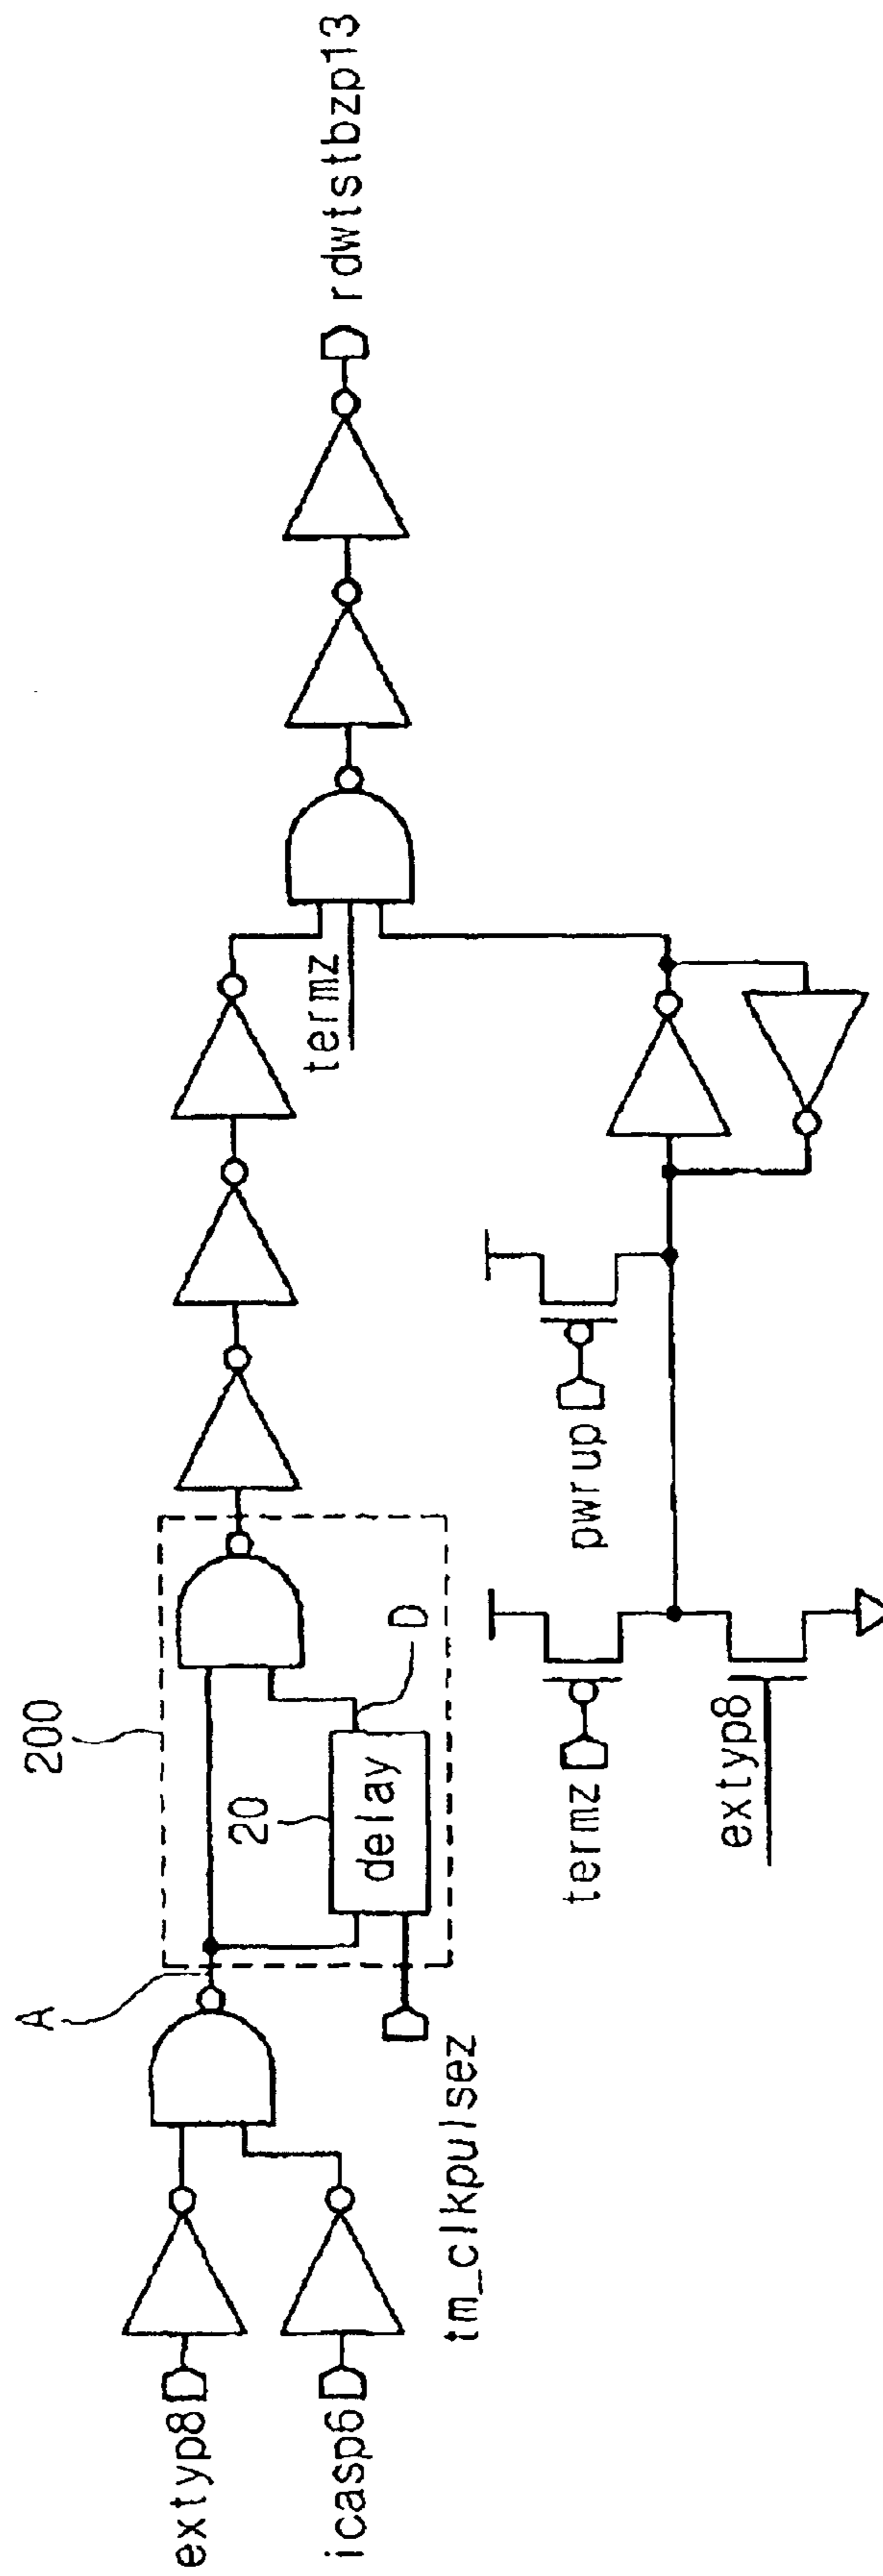 extyp8
icasp6
tm_clkpulsez
A
200
20
delay
D
termz
rdwtstbzp13
termz
extyp8
pwrup